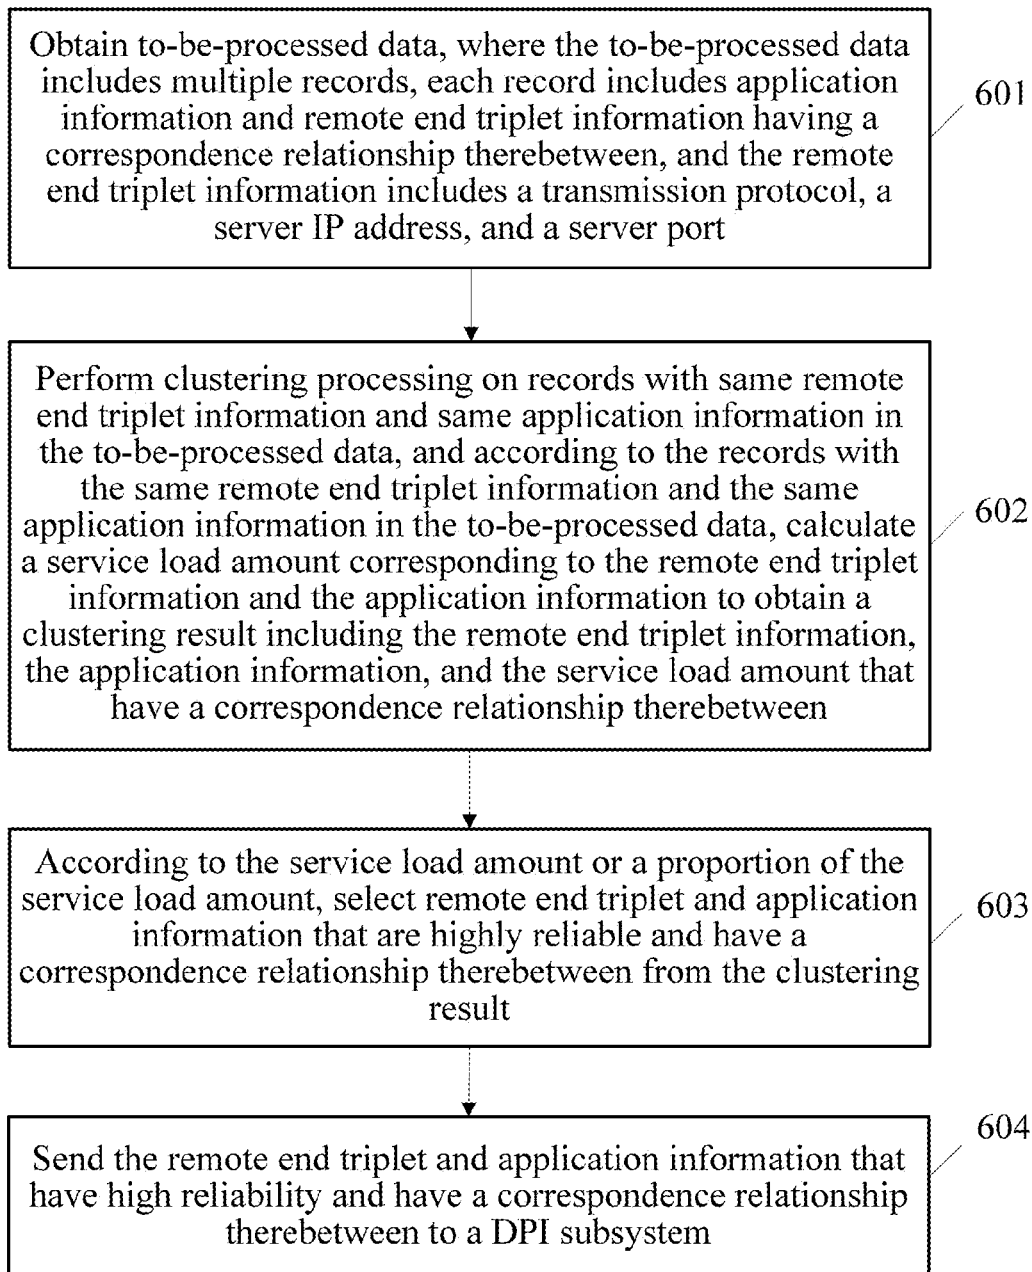 Obtain to-be-processed data, where the to-be-processed data
includes multiple records, each record includes application
information and remote end triplet information having a
correspondence relationship therebetween, and the remote
end triplet information includes a transmission protocol, a
server IP address, and a server port
601
Perform clustering processing on records with same remote
end triplet information and same application information in
the to-be-processed data, and according to the records with
the same remote end triplet information and the same
application information in the to-be-processed data, calculate
a service load amount corresponding to the remote end triplet
information and the application information to obtain a
clustering result including the remote end triplet information,
the application information, and the service load amount that
have a correspondence relationship therebetween
602
According to the service load amount or a proportion of the
service load amount, select remote end triplet and application
information that are highly reliable and have a
correspondence relationship therebetween from the clustering
result
603
Send the remote end triplet and application information that
have high reliability and have a correspondence relationship
therebetween to a DPI subsystem
604